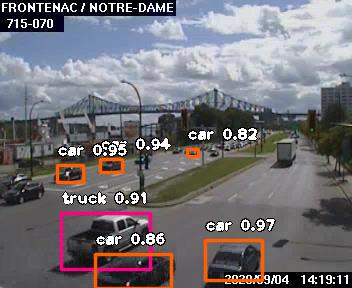 FRONTENAC / NOTRE-DAME
715-070
car 0.82
car 0.95
0.94
truck 0.91
car 0.97
car 0.86
2020/09/04 14:19:11